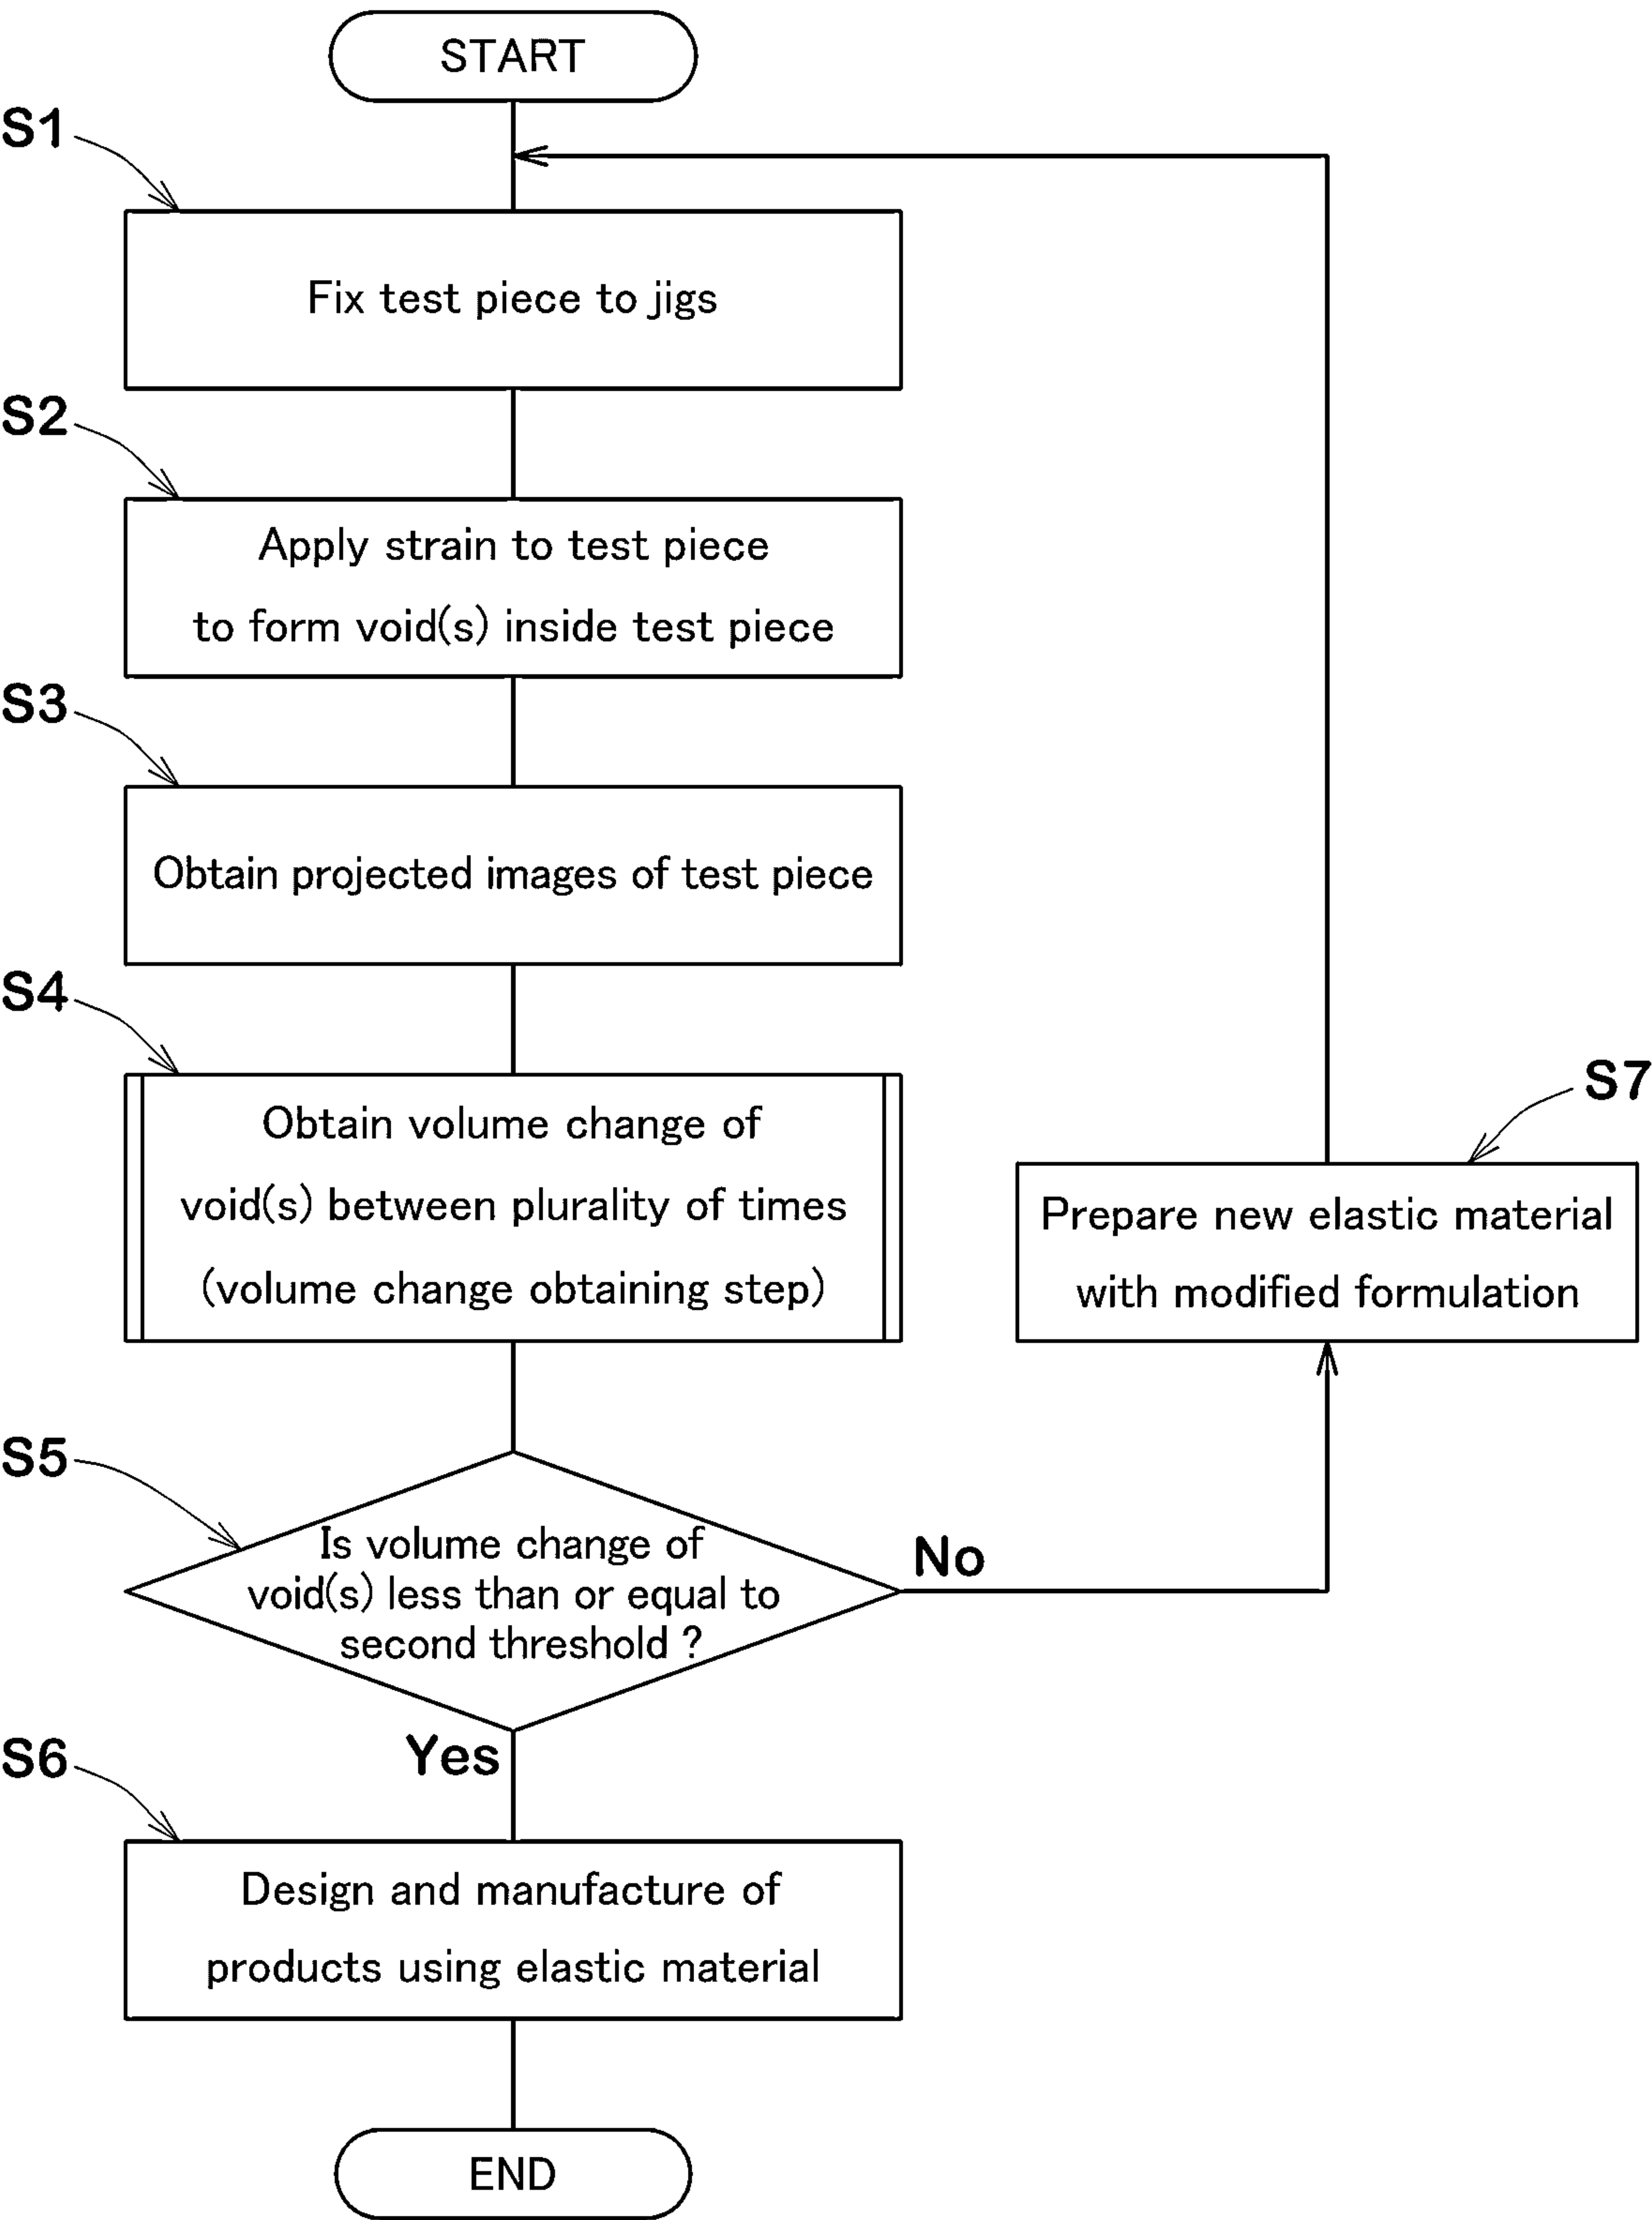 START
S1
Fix test piece to jigs
S2
Apply strain to test piece
to form void(s) inside test piece
S3
Obtain projected images of test piece
S4
Obtain volume change of
void(s) between plurality of times
(volume change obtaining step)
S7
Prepare new elastic material
with modified formulation
S5
Is volume change of
void(s) less than or equal to
second threshold ?
No
Yes
S6
Design and manufacture of
products using elastic material
END